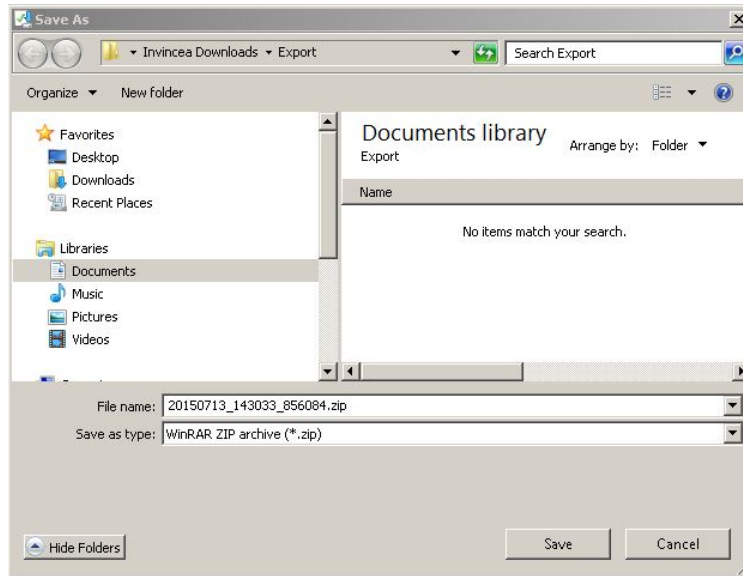 Save As
Invincea Downloads Export
Search Export
Organize New folder
Favorites
Desktop
Downloads
Recent Places
Libraries
Documents
Music
Pictures
Videos
Documents library
Export
Arrange by: Folder
Name
No items match your search.
File name: 20150713_143033_856084.zip
Save as type: WinRAR ZIP archive (*.zip)
Hide Folders
Save Cancel